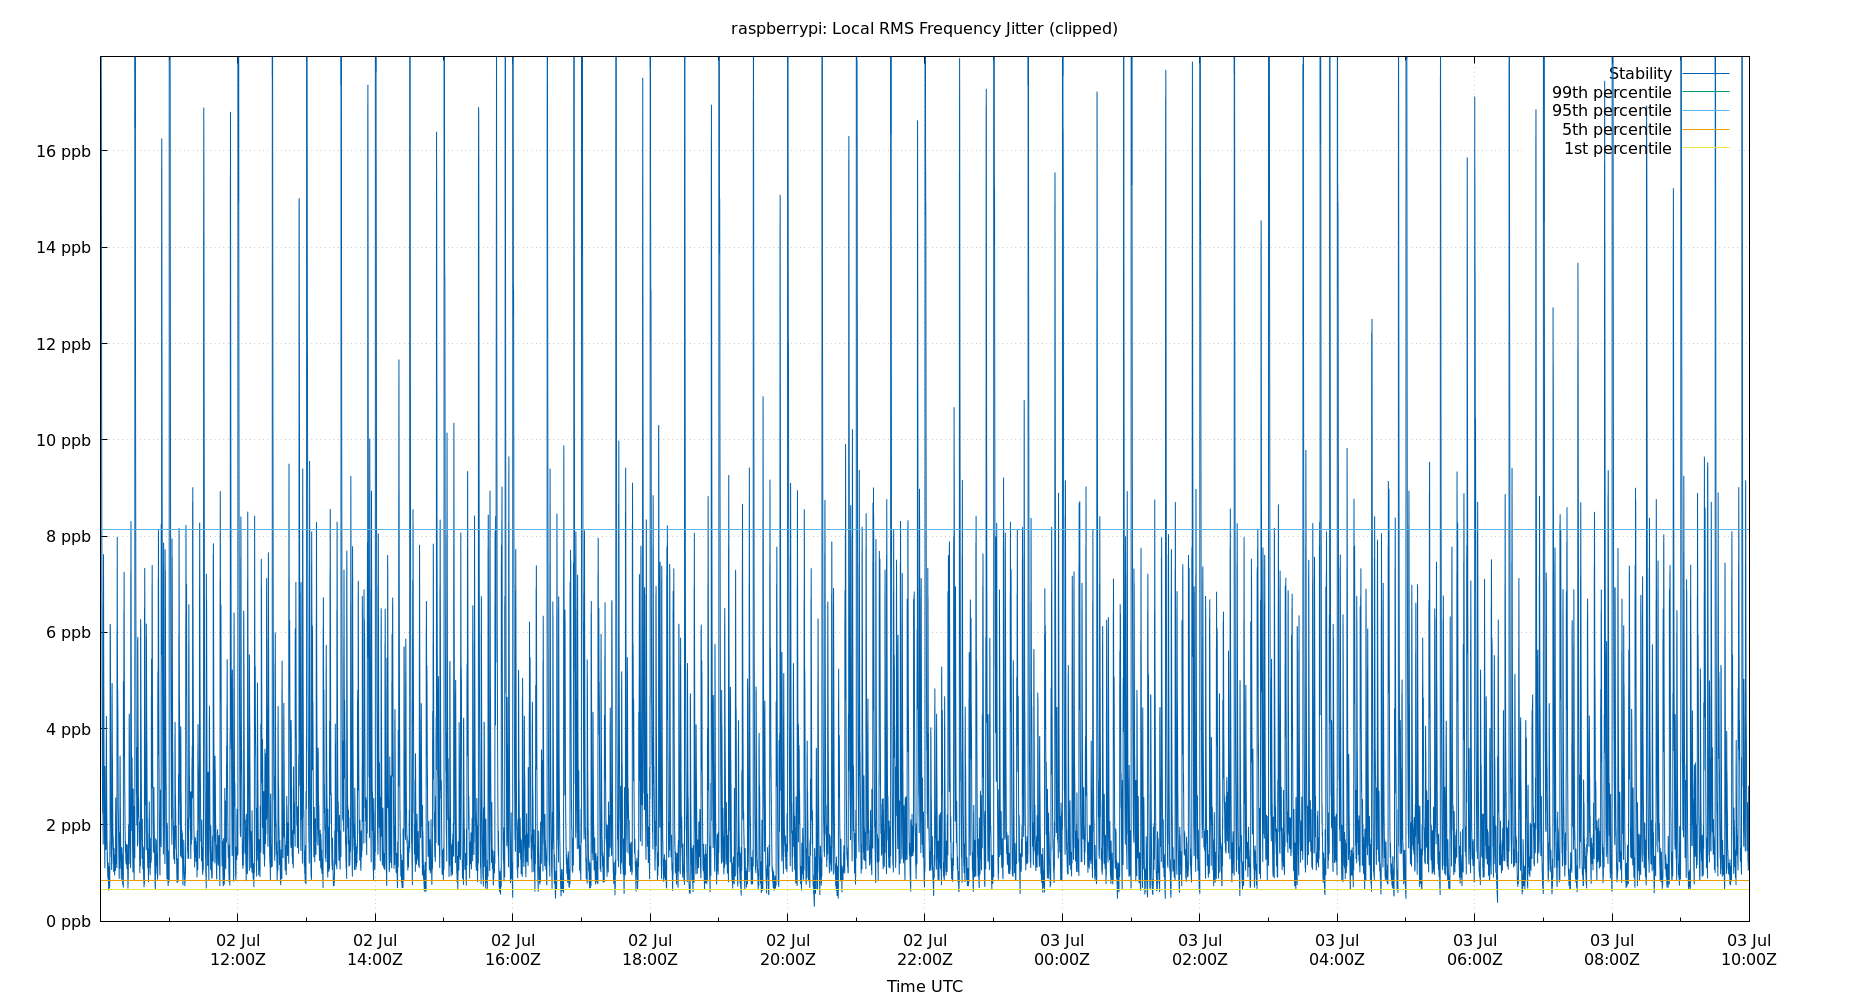 raspberrypi: Local RMS Frequency Jitter (clipped)
Stability
99th percentile
95th percentile
5th percentile
1st percentile
16 ppb
14 ppb
12 ppb
10 ppb
8 ppb
6 ppb
4 ppb
2 ppb
0 ppb
02 Jul 02 Jul 02 Jul 02 Jul 02 Jul 02 Jul 03 Jul 03 Jul 03 Jul 03 Jul 03 Jul 03 Jul
12:00Z 14:00Z 16:00Z 18:00Z 20:00Z 22:00Z 00:00Z 02:00Z 04:00Z 06:00Z 08:00Z 10:00Z
Time UTC